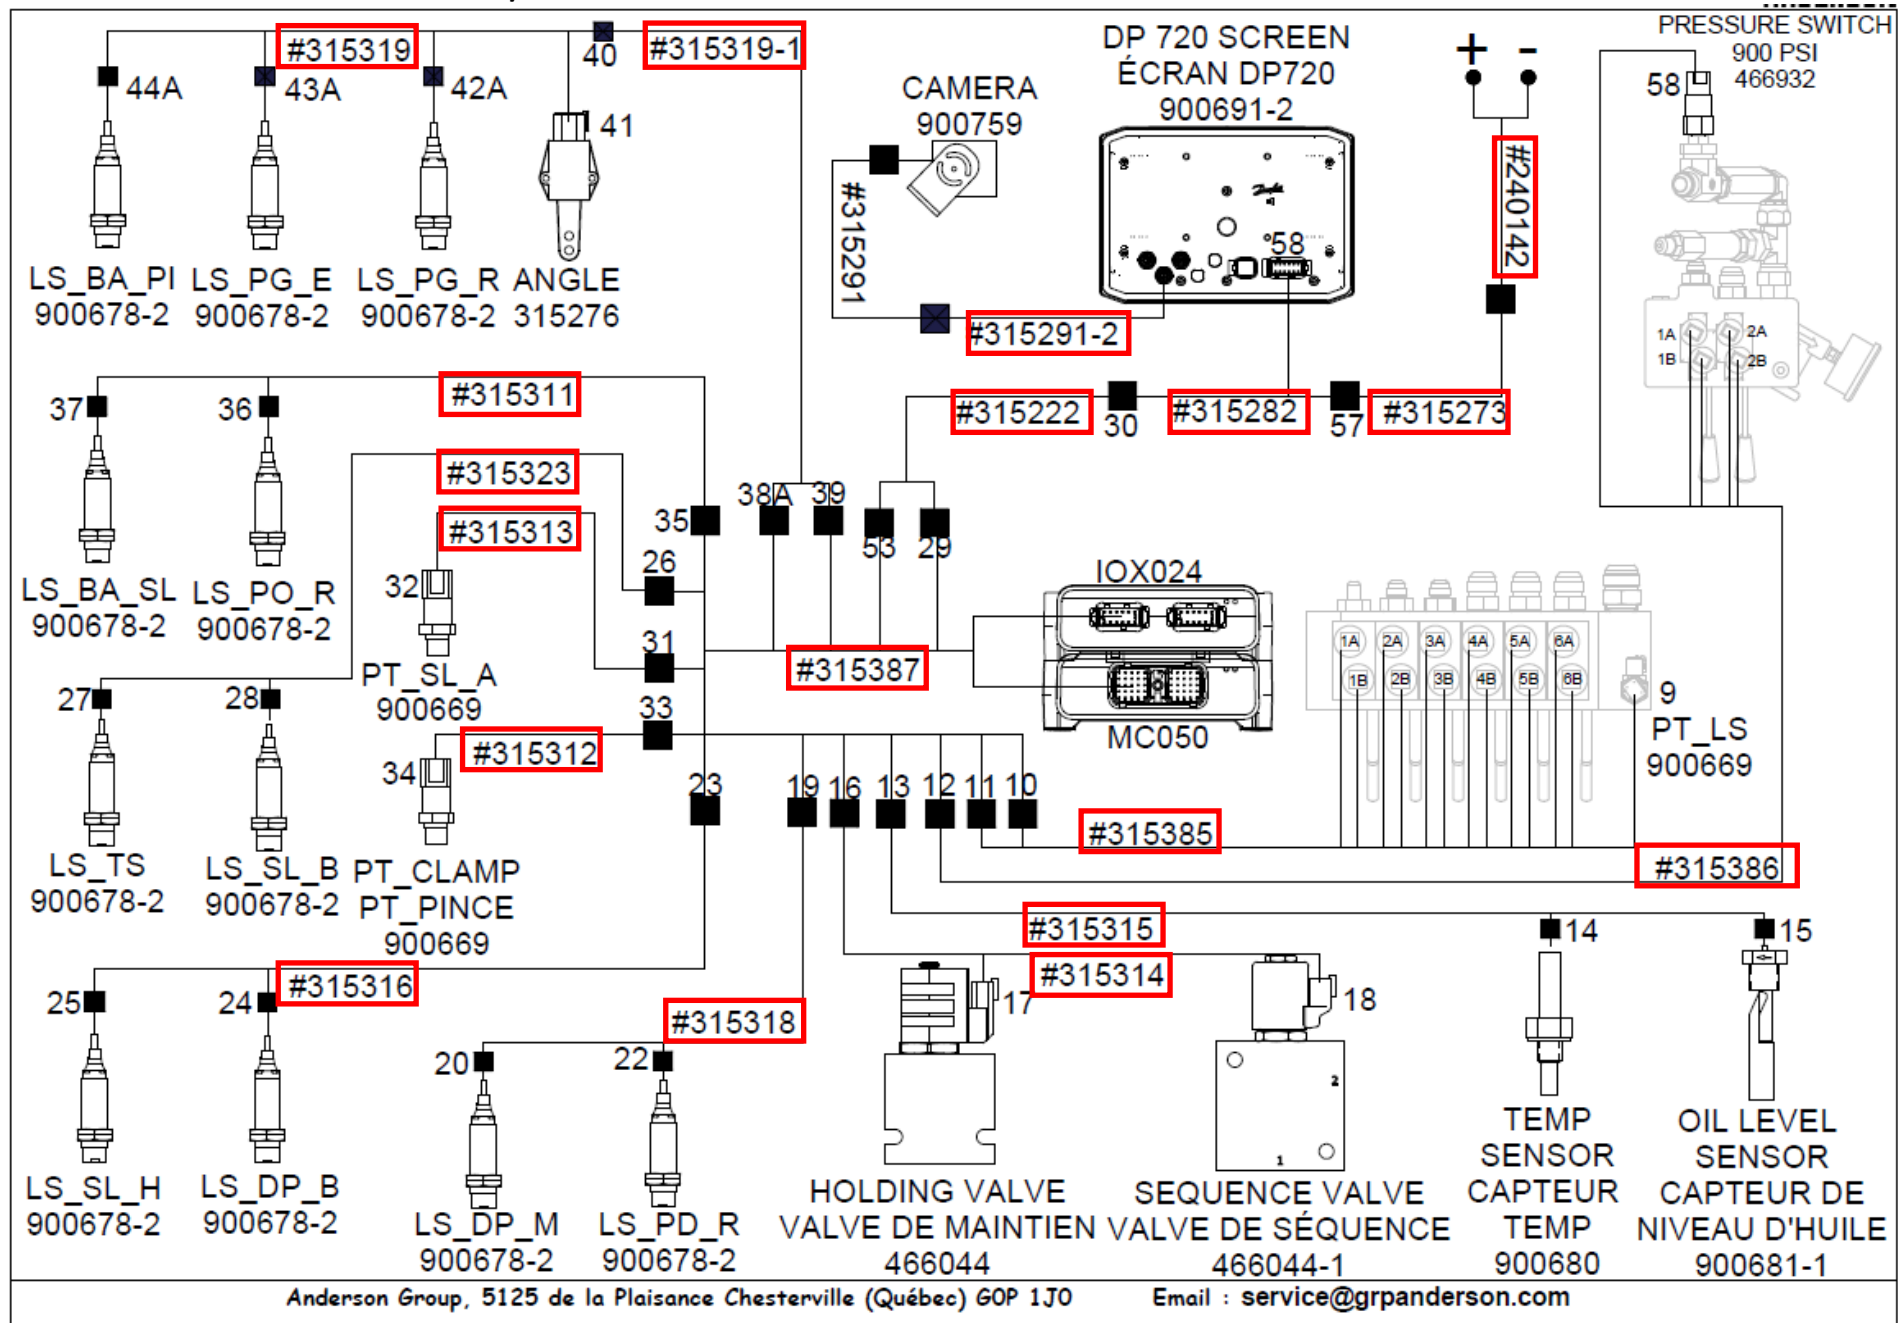 PRESSURE SWITCH
900 PSI
466932
58
#315319
40
#315319-1
44A
43A
42A
41
LS_BA_PI
900678-2
LS_PG_E
900678-2
LS_PG_R
900678-2
ANGLE
315276
CAMERA
900759
#315291
#315291-2
DP 720 SCREEN
ÉCRAN DP720
900691-2
Danfoss
58
+ -
#240142
1A
2A
1B
2B
#315311
37
36
LS_BA_SL
900678-2
LS_PO_R
900678-2
#315323
#315313
35
26
32
31
PT_SL_A
900669
38A
39
53
29
#315222
30
#315282
57
#315273
#315387
IOX024
MC050
1A 2A 3A 4A 5A 6A
1B 2B 3B 4B 5B 6B
9
PT_LS
900669
27
28
LS_TS
900678-2
LS_SL_B
900678-2
33
#315312
34
PT_CLAMP
PT_PINCE
900669
23
19
16
13
12
11
10
#315385
#315386
#315315
#315314
14
15
25
24
#315316
LS_SL_H
900678-2
LS_DP_B
900678-2
#315318
20
22
LS_DP_M
900678-2
LS_PD_R
900678-2
17
HOLDING VALVE
VALVE DE MAINTIEN
466044
18
2
1
SEQUENCE VALVE
VALVE DE SÉQUENCE
466044-1
TEMP
SENSOR
CAPTEUR
TEMP
900680
OIL LEVEL
SENSOR
CAPTEUR DE
NIVEAU D'HUILE
900681-1
Anderson Group, 5125 de la Plaisance Chesterville (Québec) G0P 1J0 Email : service@grpanderson.com